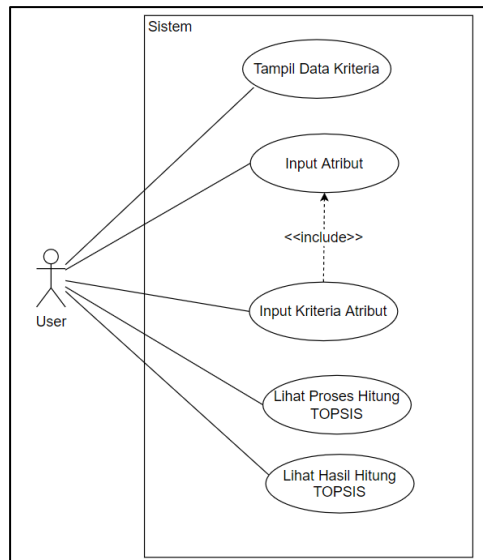 Sistem
Tampil Data Kriteria
Input Atribut
<<include>>
User
Input Kriteria Atribut
Lihat Proses Hitung
TOPSIS
Lihat Hasil Hitung
TOPSIS